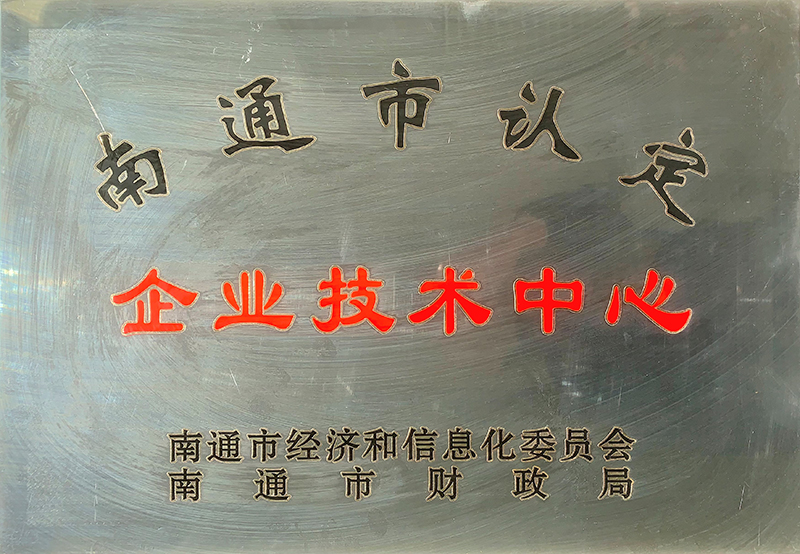 南通市认定
企业技术中心
南通市经济和信息化委员会
南通市财政局